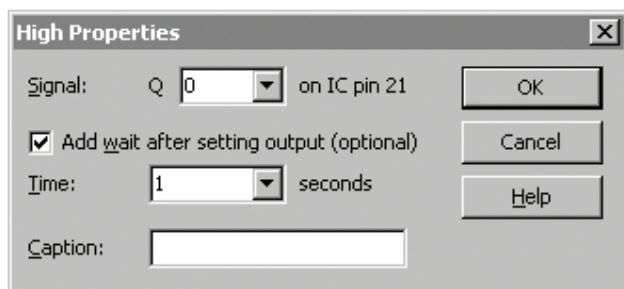 High Properties
Signal: Q 0 on IC pin 21 OK
Add wait after setting output (optional) Cancel
Time: 1 seconds Help
Caption: